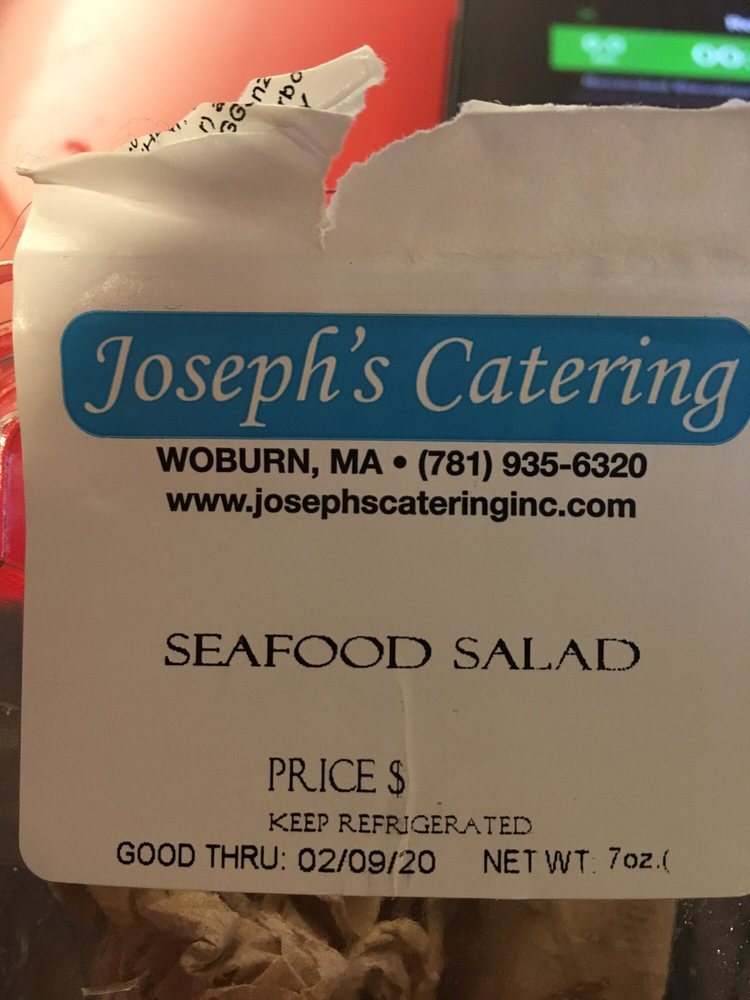 Joseph's Catering
WOBURN, MA • (781) 935-6320
www.josephscateringinc.com
SEAFOOD SALAD
PRICE $
KEEP REFRIGERATED
GOOD THRU: 02/09/20 NET WT: 7oz.(